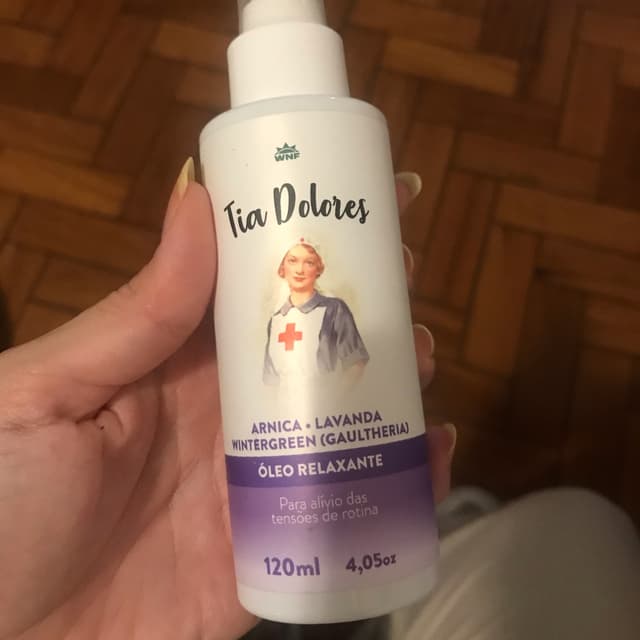 WNF
Tia Dolores
ARNICA • LAVANDA
WINTERGREEN (GAULTHERIA)
ÓLEO RELAXANTE
Para alívio das
tensões de rotina
120ml 4,05oz